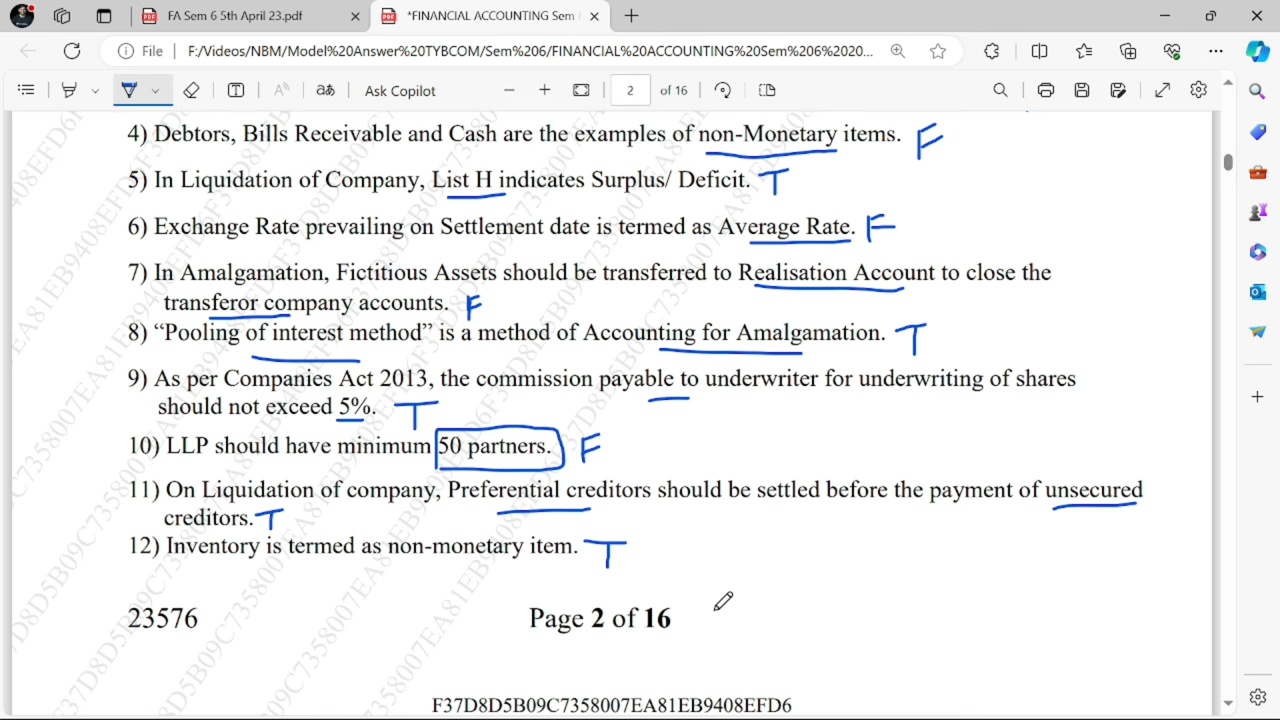 FA Sem 6 5th April 23.pdf
*FINANCIAL ACCOUNTING Sem
File
F:/Videos/NBM/Model%20Answer%20TYBCOM/Sem%206/FINANCIAL%20ACCOUNTING%20Sem%206%2020...
Ask Copilot
2 of 16
4) Debtors, Bills Receivable and Cash are the examples of non-Monetary items. F
5) In Liquidation of Company, List H indicates Surplus/ Deficit. T
6) Exchange Rate prevailing on Settlement date is termed as Average Rate. F
7) In Amalgamation, Fictitious Assets should be transferred to Realisation Account to close the
transferor company accounts. F
8) “Pooling of interest method” is a method of Accounting for Amalgamation. T
9) As per Companies Act 2013, the commission payable to underwriter for underwriting of shares
should not exceed 5%. T
10) LLP should have minimum 50 partners. F
11) On Liquidation of company, Preferential creditors should be settled before the payment of unsecured
creditors. T
12) Inventory is termed as non-monetary item. T
23576
Page 2 of 16
F37D8D5B09C7358007EA81EB9408EFD6